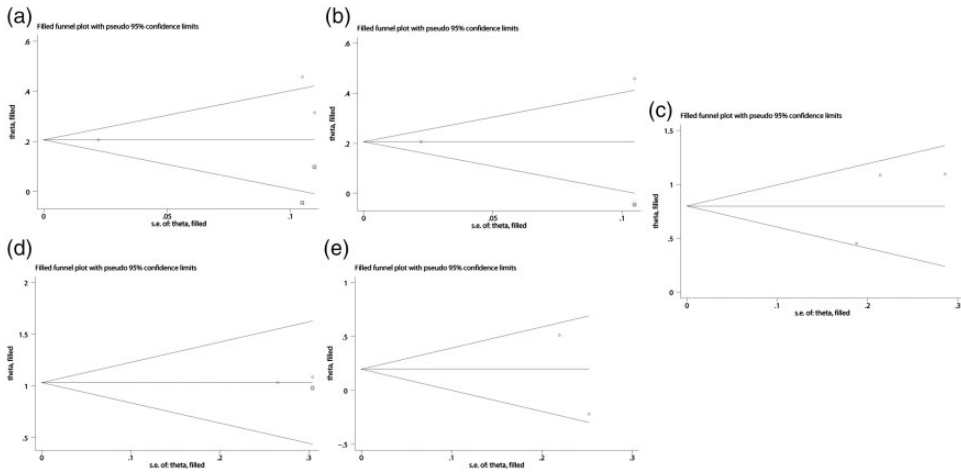 (a)
Filled funnel plot with pseudo 95% confidence limits
.6
.4
.2
0
theta, filled
0 .05 .1
s.e. of: theta, filled
(b)
Filled funnel plot with pseudo 95% confidence limits
.6
.4
.2
0
theta, filled
0 .05 .1
s.e. of: theta, filled
(c)
Filled funnel plot with pseudo 95% confidence limits
1.5
1
.5
0
theta, filled
0 .1 .2 .3
s.e. of: theta, filled
(d)
Filled funnel plot with pseudo 95% confidence limits
2
1.5
1
.5
theta, filled
0 .1 .2 .3
s.e. of: theta, filled
(e)
Filled funnel plot with pseudo 95% confidence limits
1
.5
0
-.5
theta, filled
0 .1 .2 .3
s.e. of: theta, filled